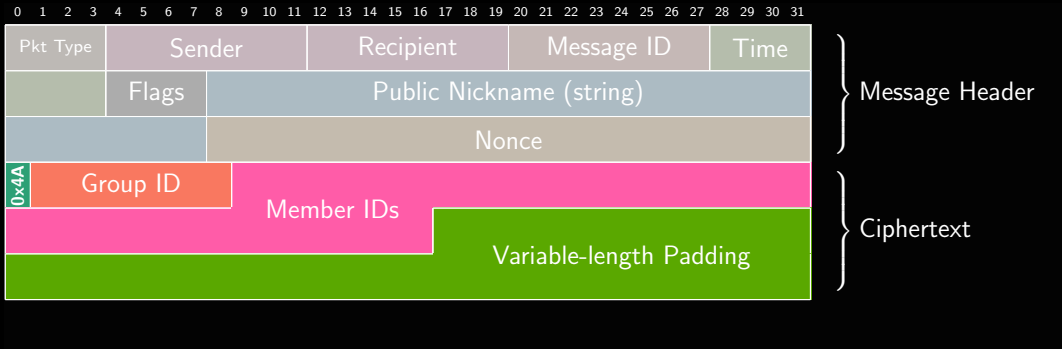 0 1 2 3 4 5 6 7 8 9 10 11 12 13 14 15 16 17 18 19 20 21 22 23 24 25 26 27 28 29 30 31
Pkt Type Sender Recipient Message ID Time
Flags Public Nickname (string)
Message Header
Nonce
0x4A Group ID
Member IDs
Ciphertext
Variable-length Padding